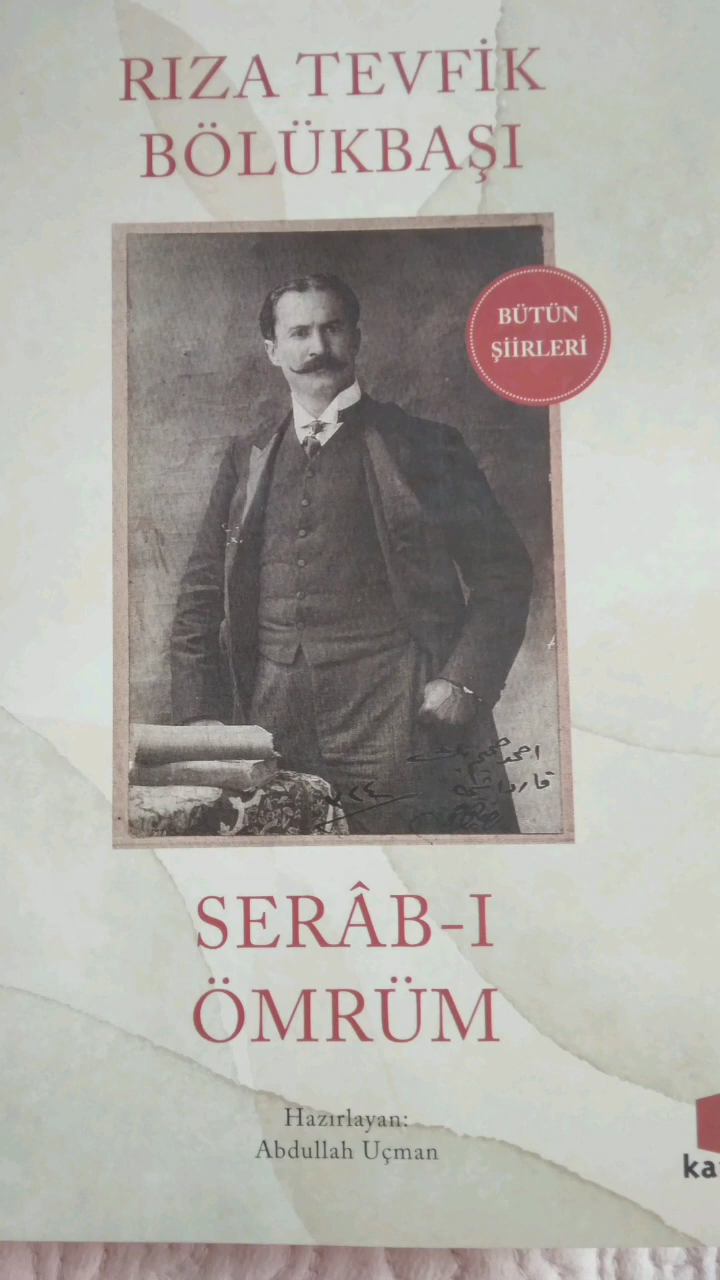 RIZA TEVFİK
BÖLÜKBAŞI
BÜTÜN
ŞİİRLERİ
SERÂB-I
ÖMRÜM
Hazırlayan:
Abdullah Uçman